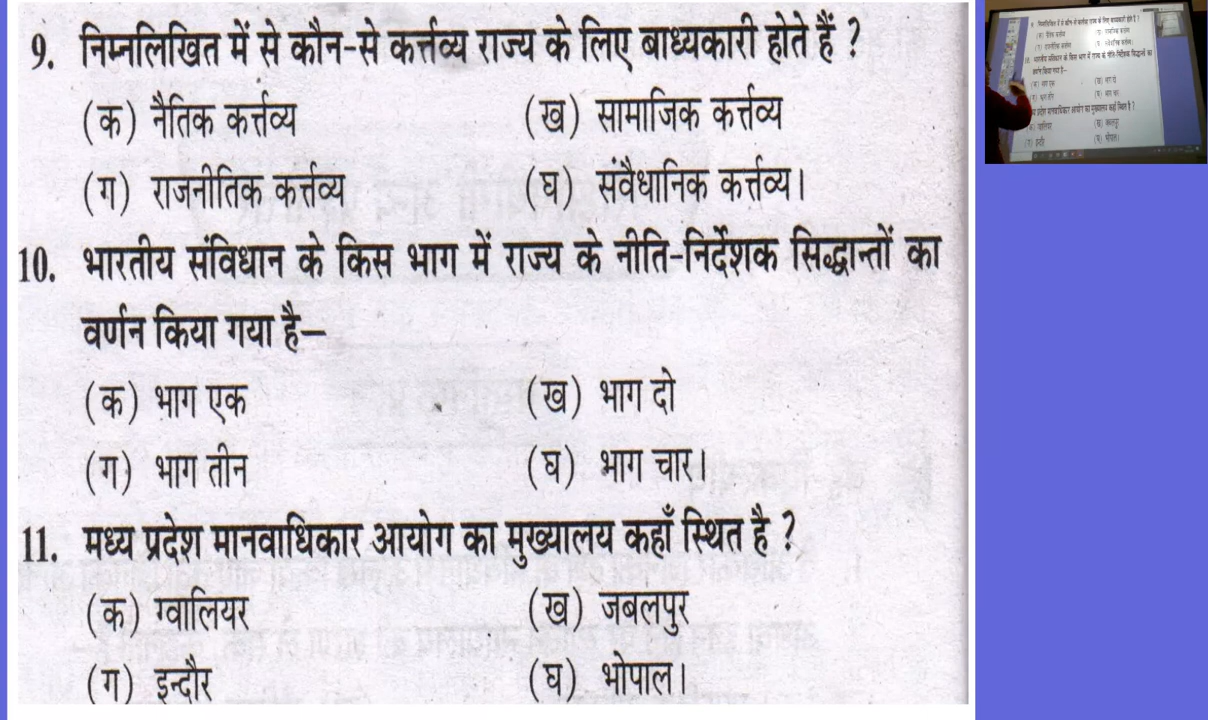 9. निम्नलिखित में से कौन-से कर्त्तव्य राज्य के लिए बाध्यकारी होते हैं ?
(क) नैतिक कर्त्तव्य (ख) सामाजिक कर्त्तव्य
(ग) राजनीतिक कर्त्तव्य (घ) संवैधानिक कर्त्तव्य।
10. भारतीय संविधान के किस भाग में राज्य के नीति-निर्देशक सिद्धान्तों का
वर्णन किया गया है—
(क) भाग एक (ख) भाग दो
(ग) भाग तीन (घ) भाग चार।
11. मध्य प्रदेश मानवाधिकार आयोग का मुख्यालय कहाँ स्थित है ?
(क) ग्वालियर (ख) जबलपुर
(ग) इन्दौर (घ) भोपाल।